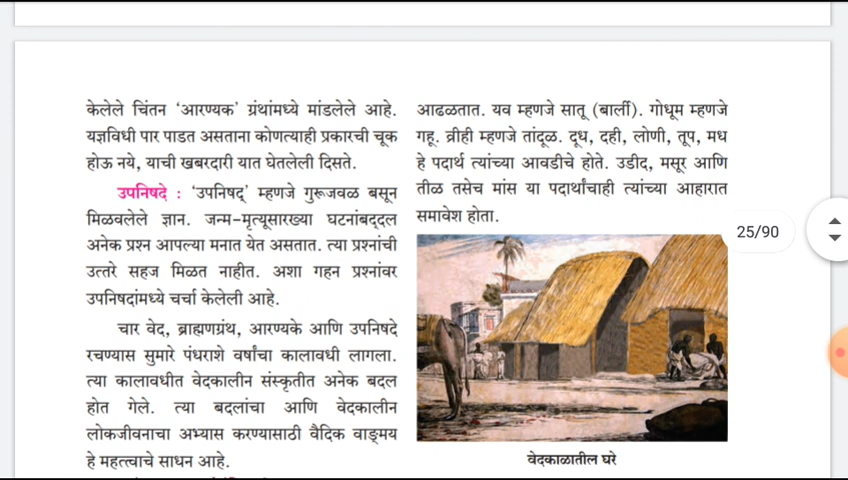 केलेले चिंतन ‘आरण्यक’ ग्रंथांमध्ये मांडलेले आहे.
यज्ञविधी पार पाडत असताना कोणत्याही प्रकारची चूक
होऊ नये, याची खबरदारी यात घेतलेली दिसते.
उपनिषदे : ‘उपनिषद्’ म्हणजे गुरूजवळ बसून
मिळवलेले ज्ञान. जन्म-मृत्यूसारख्या घटनांबद्दल
अनेक प्रश्न आपल्या मनात येत असतात. त्या प्रश्नांची
उत्तरे सहज मिळत नाहीत. अशा गहन प्रश्नांवर
उपनिषदांमध्ये चर्चा केलेली आहे.
चार वेद, ब्राह्मणग्रंथ, आरण्यके आणि उपनिषदे
रचण्यास सुमारे पंधराशे वर्षांचा कालावधी लागला.
त्या कालावधीत वेदकालीन संस्कृतीत अनेक बदल
होत गेले. त्या बदलांचा आणि वेदकालीन
लोकजीवनाचा अभ्यास करण्यासाठी वैदिक वाङ्मय
हे महत्त्वाचे साधन आहे.
आढळतात. यव म्हणजे सातू (बार्ली). गोधूम म्हणजे
गहू. व्रीही म्हणजे तांदूळ. दूध, दही, लोणी, तूप, मध
हे पदार्थ त्यांच्या आवडीचे होते. उडीद, मसूर आणि
तीळ तसेच मांस या पदार्थांचाही त्यांच्या आहारात
समावेश होता.
वेदकाळातील घरे
25/90